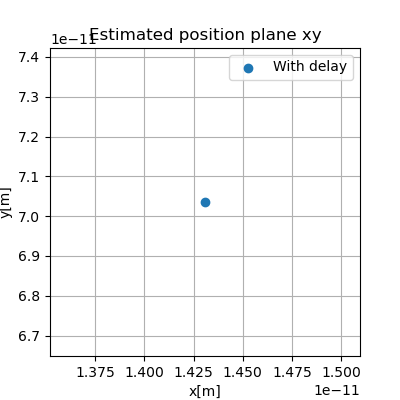 Estimated position plane xy
1e−11
With delay
7.4
7.3
7.2
7.1
7.0
6.9
6.8
6.7
y[m]
1.375 1.400 1.425 1.450 1.475 1.500
x[m]
1e−11